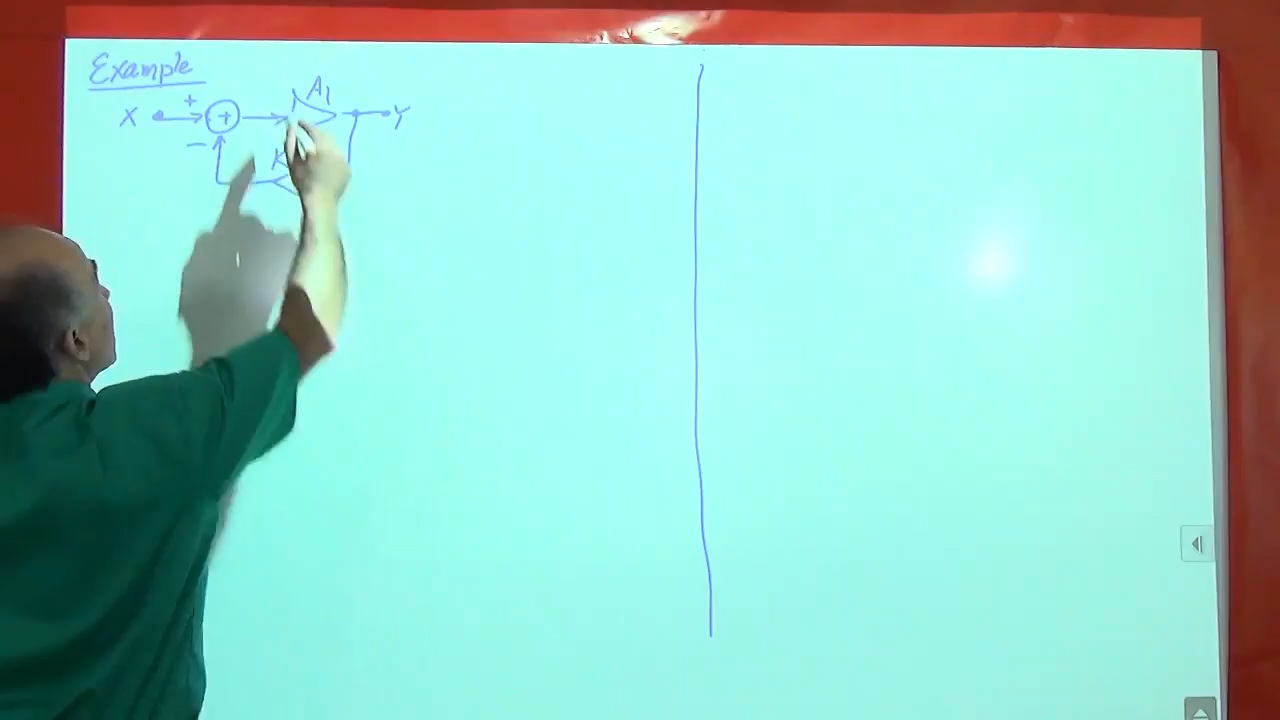 Example
A1
X + + Y
− K